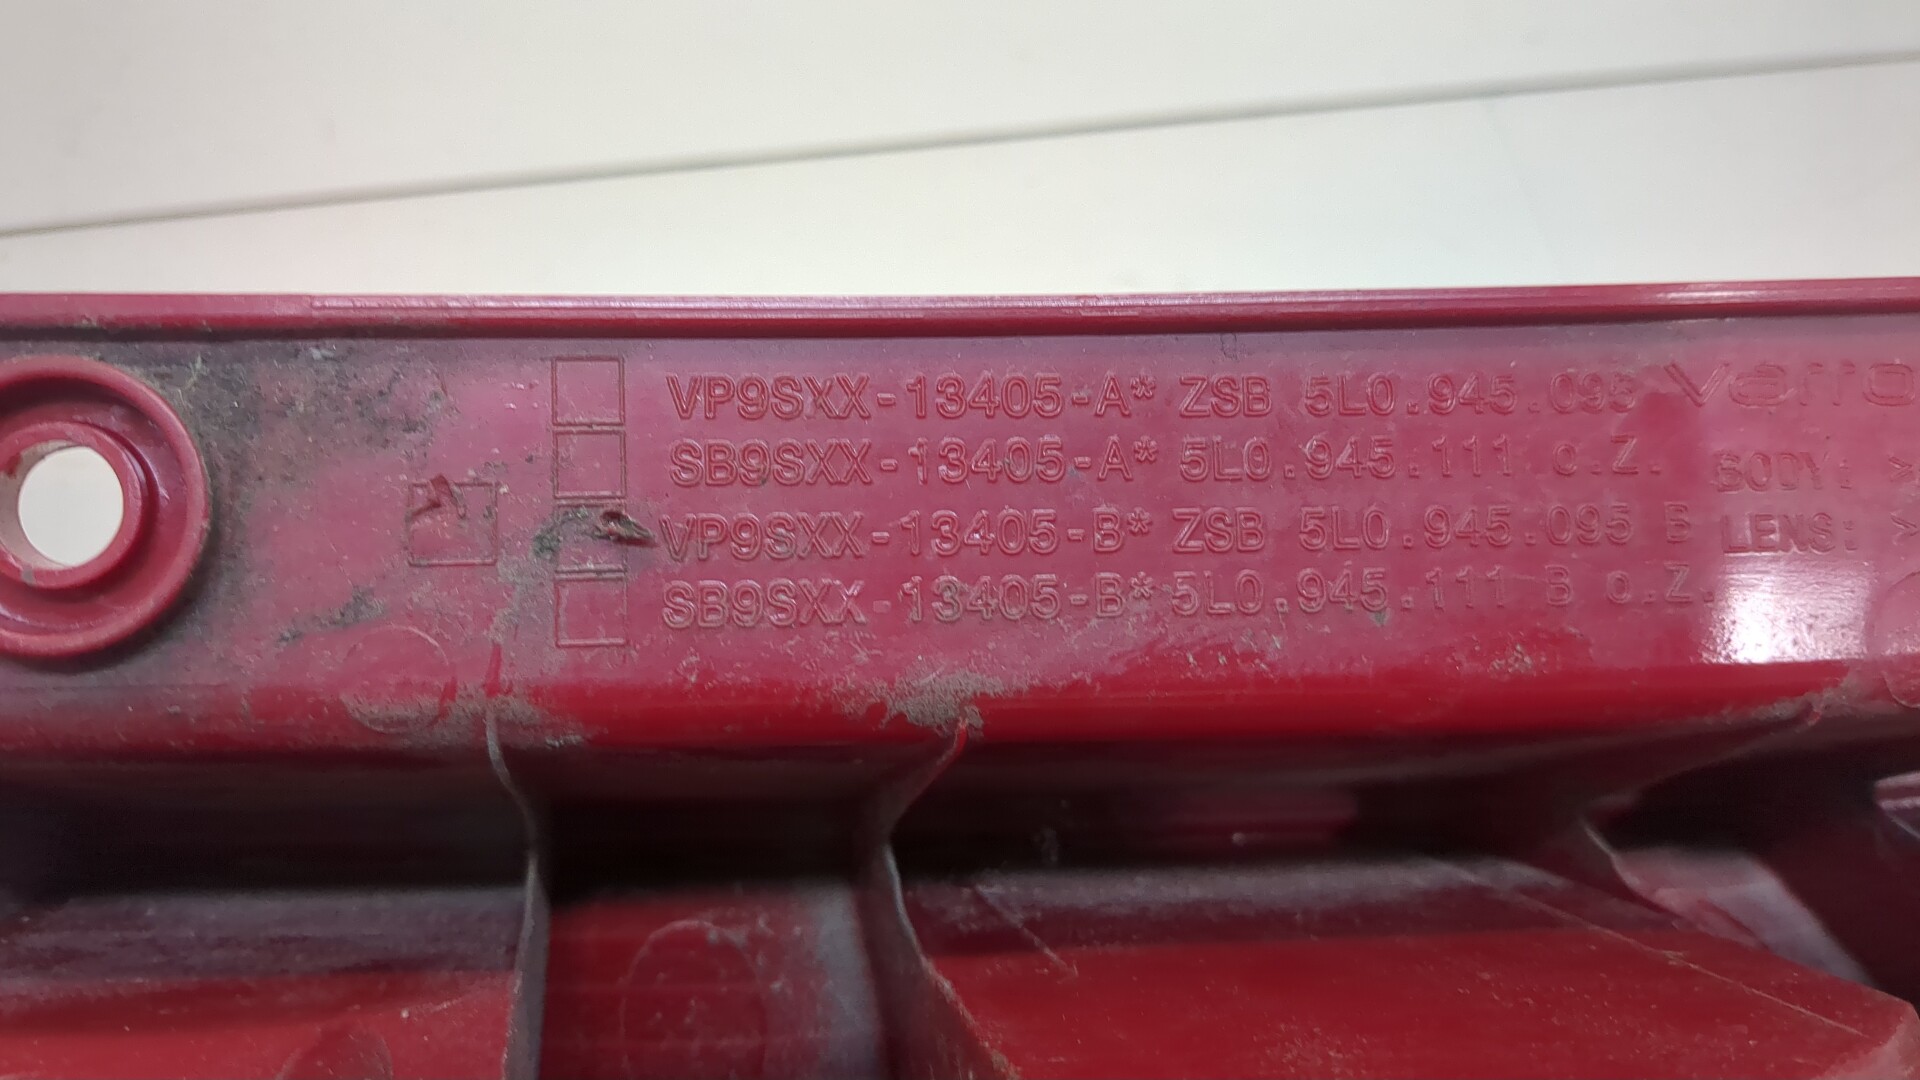 VP9SXX-13405-A* ZSB 5L0.945.095
SB9SXX-13405-A* 5L0.945.111 o.Z.
VP9SXX-13405-B* ZSB 5L0.945.095 B
SB9SXX-13405-B* 5L0.945.111 B o.Z.
BODY: >
LENS: >